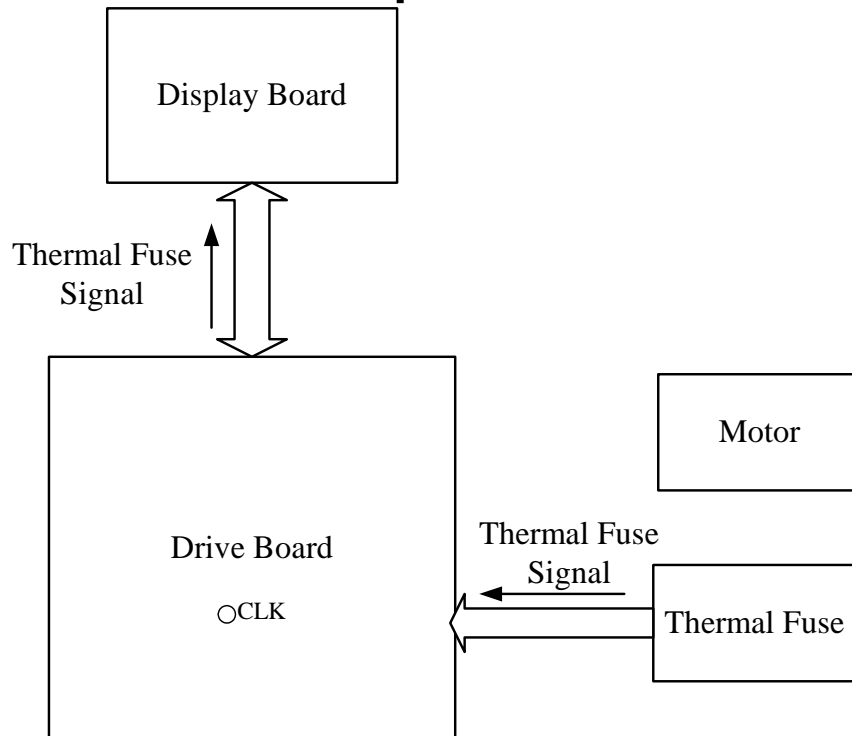 Display Board
Thermal Fuse
Signal
Motor
Drive Board
CLK
Thermal Fuse
Signal
Thermal Fuse